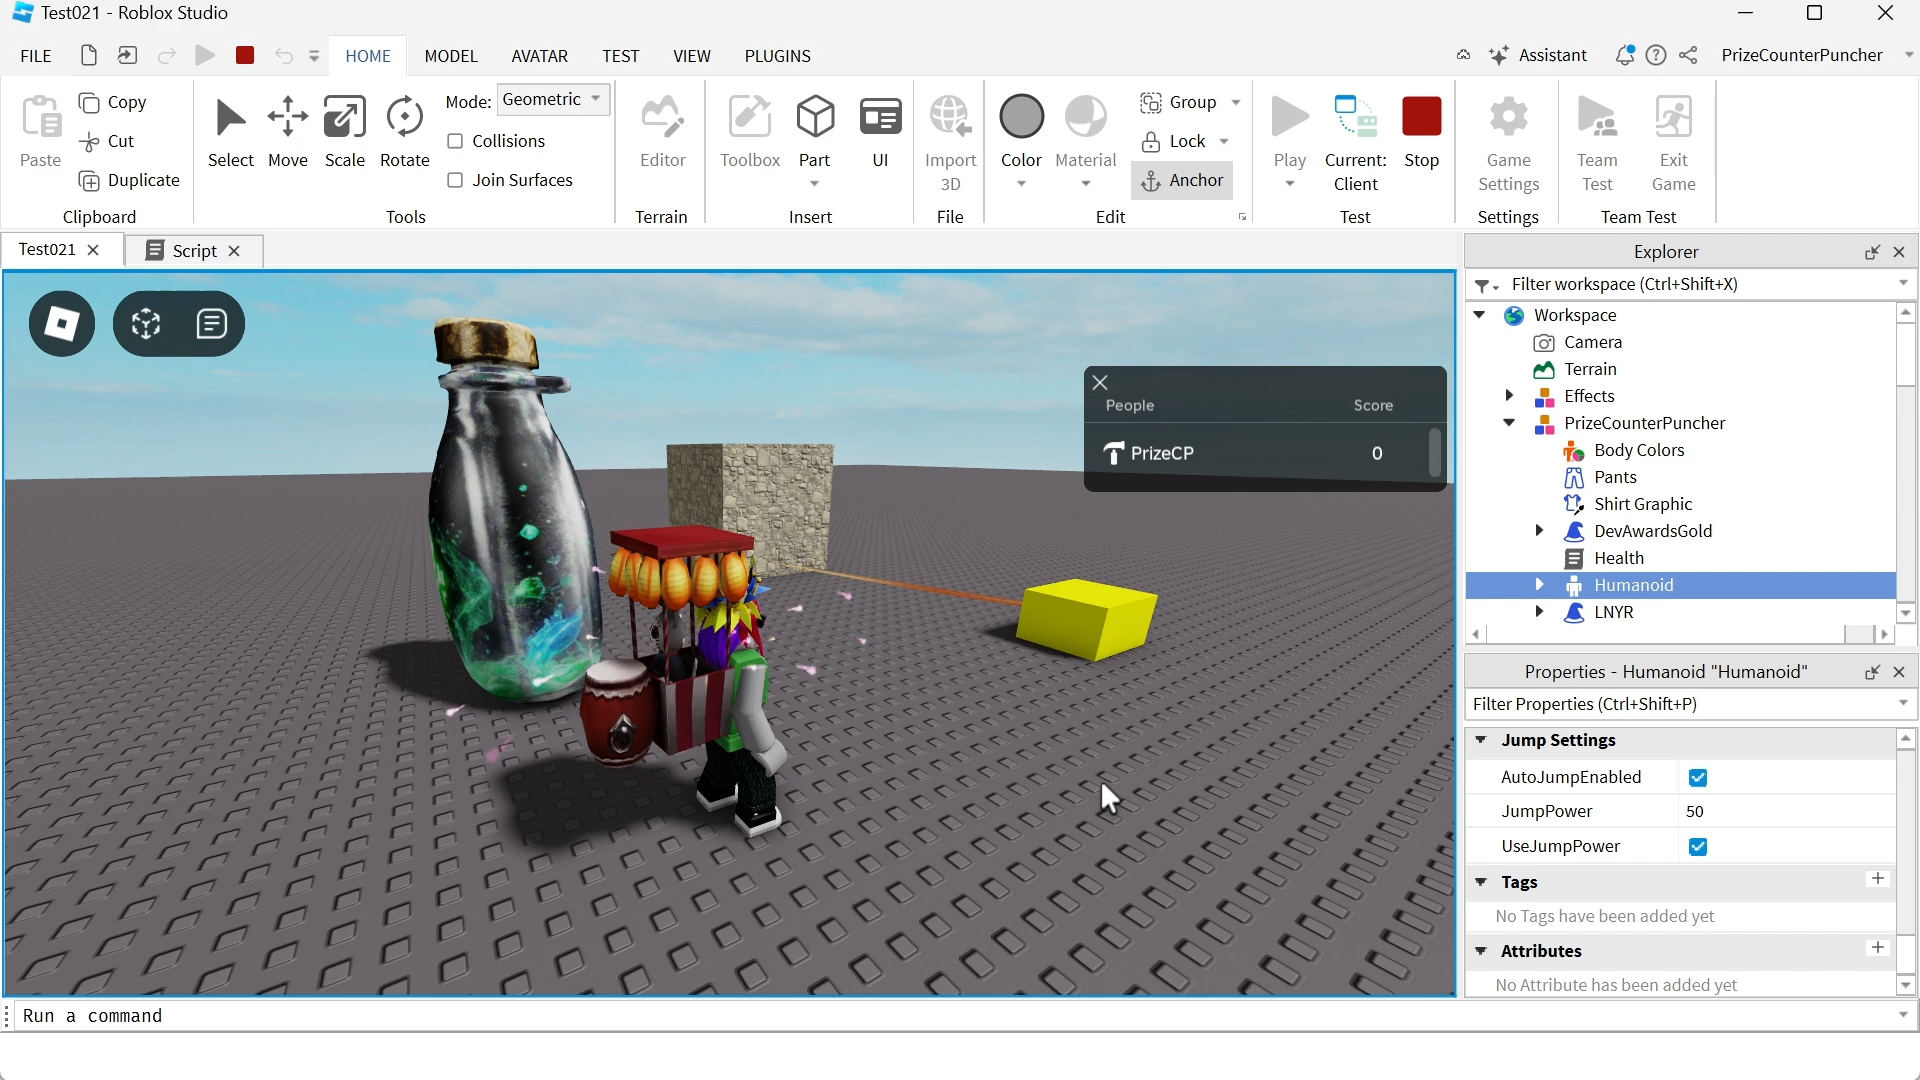 Test021 - Roblox Studio
FILE HOME MODEL AVATAR TEST VIEW PLUGINS Assistant PrizeCounterPuncher
Paste
Copy
Cut
Duplicate
Clipboard
Select Move Scale Rotate
Mode: Geometric
Collisions
Join Surfaces
Tools
Editor
Terrain
Toolbox Part UI
Insert
Import
3D
File
Color Material
Group
Lock
Anchor
Edit
Play
Current:
Client
Stop
Test
Game
Settings
Settings
Team
Test
Exit
Game
Team Test
Test021 Script
People Score
PrizeCP 0
Explorer
Filter workspace (Ctrl+Shift+X)
Workspace
Camera
Terrain
Effects
PrizeCounterPuncher
Body Colors
Pants
Shirt Graphic
DevAwardsGold
Health
Humanoid
LNYR
Properties - Humanoid "Humanoid"
Filter Properties (Ctrl+Shift+P)
Jump Settings
AutoJumpEnabled
JumpPower 50
UseJumpPower
Tags
No Tags have been added yet
Attributes
No Attribute has been added yet
Run a command